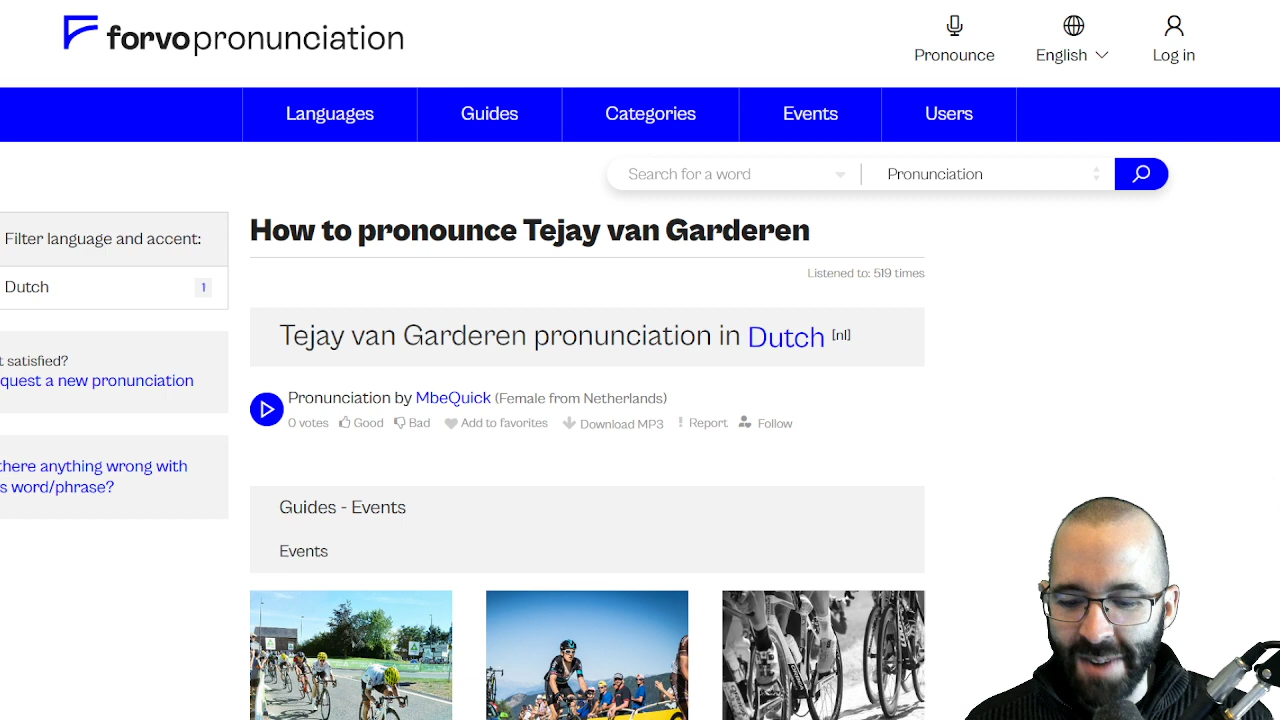 forvo pronunciation
Pronounce
English
Log in
Languages
Guides
Categories
Events
Users
Search for a word
Pronunciation
Filter language and accent:
Dutch
1
t satisfied?
quest a new pronunciation
there anything wrong with
s word/phrase?
How to pronounce Tejay van Garderen
Listened to: 519 times
Tejay van Garderen pronunciation in Dutch [nl]
Pronunciation by MbeQuick (Female from Netherlands)
0 votes Good Bad Add to favorites Download MP3 Report Follow
Guides - Events
Events